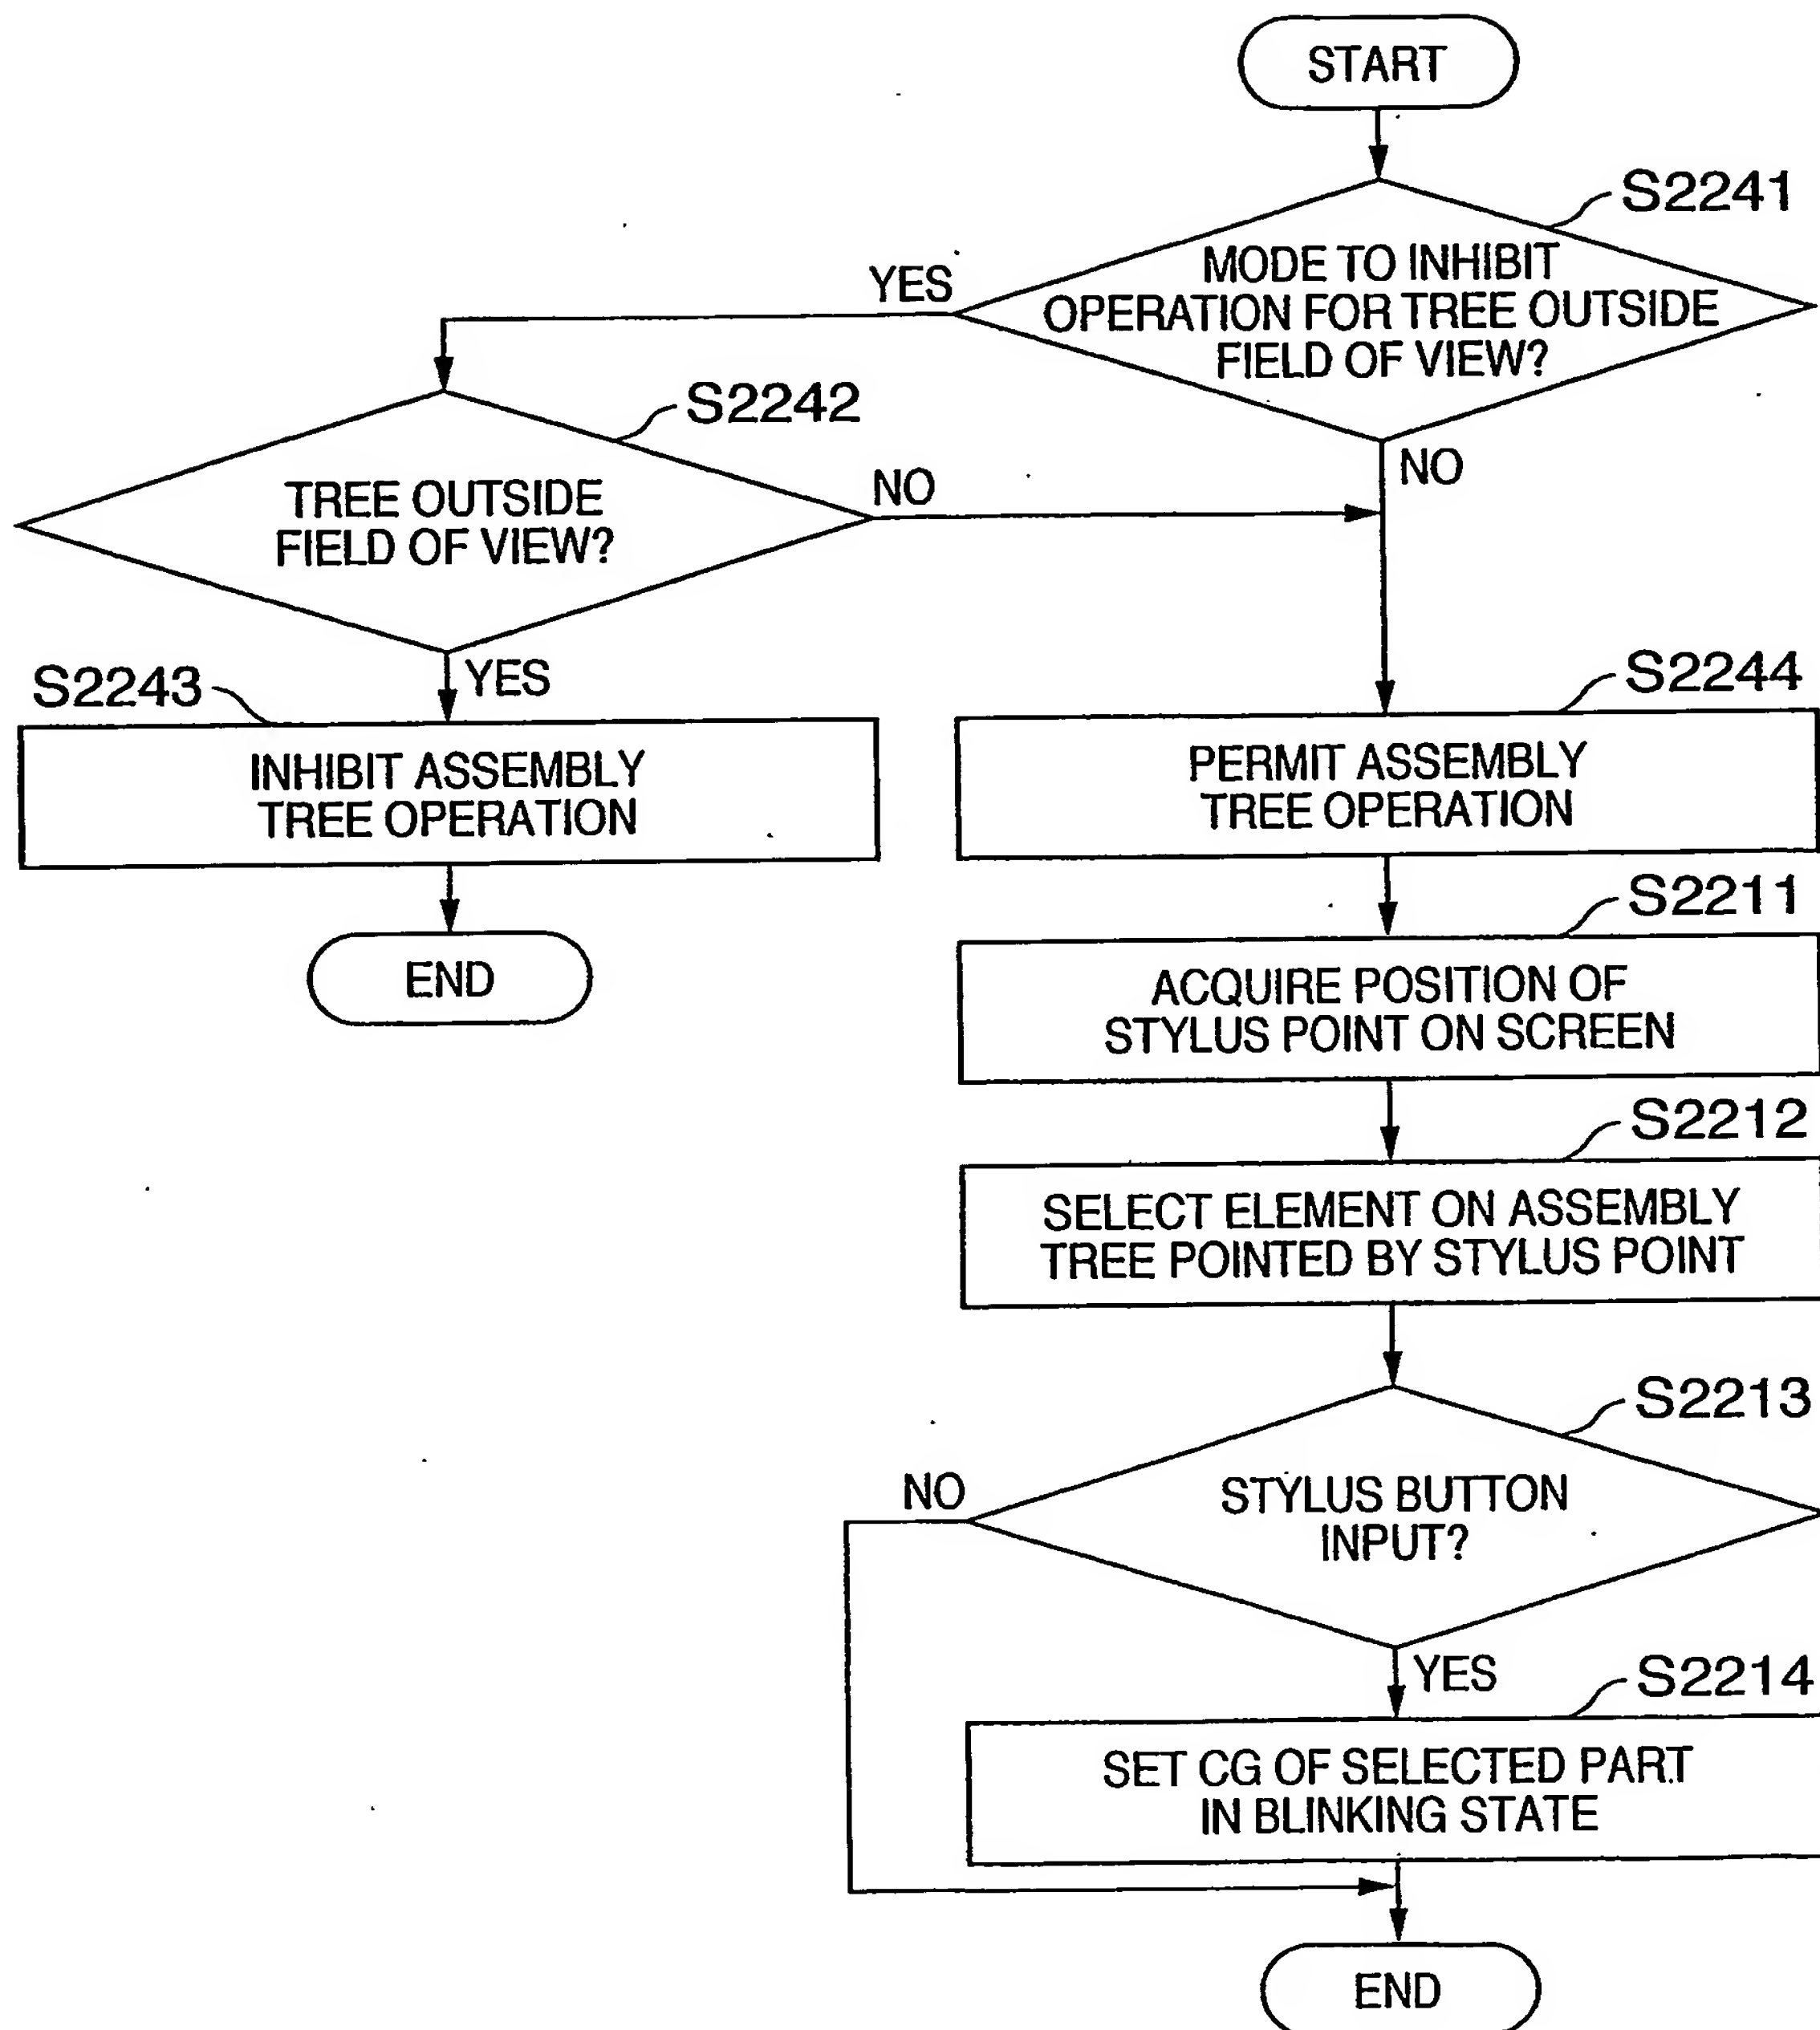 START
S2241
MODE TO INHIBIT
OPERATION FOR TREE OUTSIDE
FIELD OF VIEW?
YES
NO
S2242
TREE OUTSIDE
FIELD OF VIEW?
NO
YES
S2243
INHIBIT ASSEMBLY
TREE OPERATION
END
S2244
PERMIT ASSEMBLY
TREE OPERATION
S2211
ACQUIRE POSITION OF
STYLUS POINT ON SCREEN
S2212
SELECT ELEMENT ON ASSEMBLY
TREE POINTED BY STYLUS POINT
S2213
STYLUS BUTTON
INPUT?
NO
YES
S2214
SET CG OF SELECTED PART
IN BLINKING STATE
END